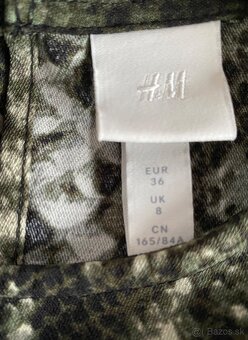 H&M
EUR
36
UK
8
CN
165/84A
bazos.sk